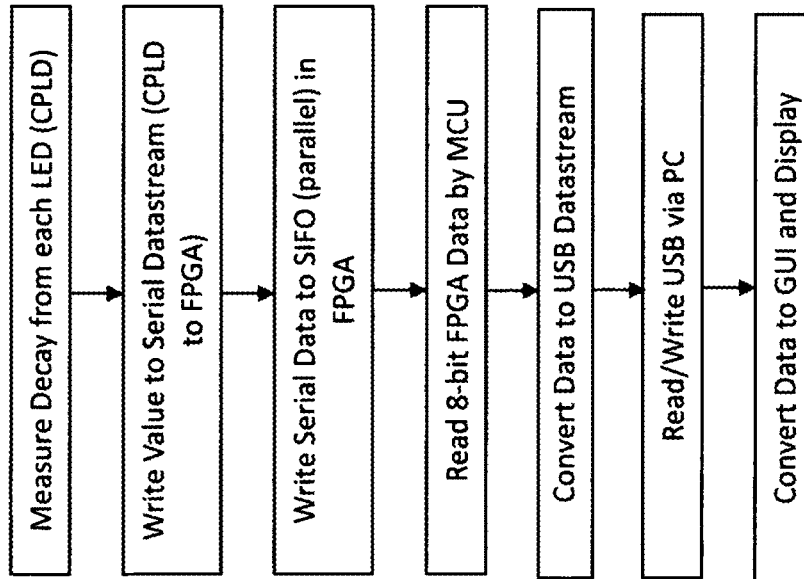 Measure Decay from each LED (CPLD)
Write Value to Serial Datastream (CPLD
to FPGA)
Write Serial Data to SIFO (parallel) in
FPGA
Read 8-bit FPGA Data by MCU
Convert Data to USB Datastream
Read/Write USB via PC
Convert Data to GUI and Display